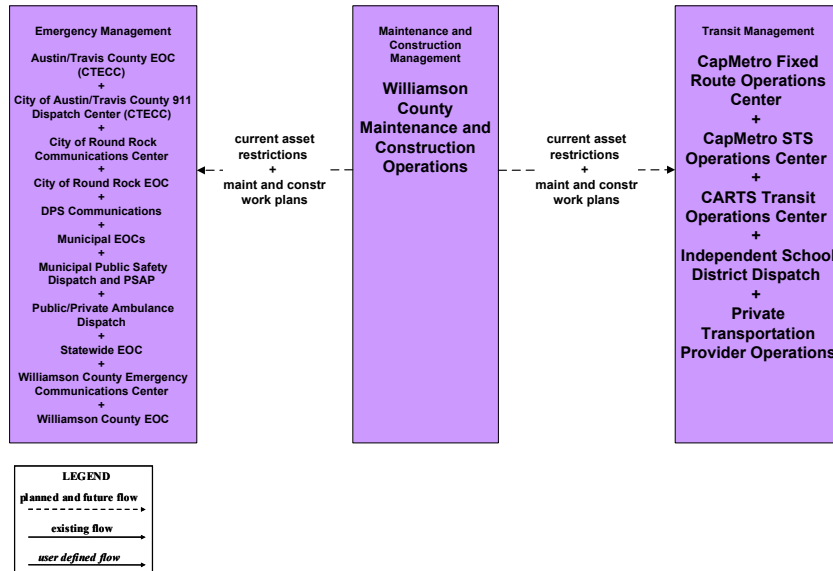 Emergency Management
Austin/Travis County EOC
(CTECC)
+
City of Austin/Travis County 911
Dispatch Center (CTECC)
+
City of Round Rock
Communications Center
+
City of Round Rock EOC
+
DPS Communications
+
Municipal EOCs
+
Municipal Public Safety
Dispatch and PSAP
+
Public/Private Ambulance
Dispatch
+
Statewide EOC
+
Williamson County Emergency
Communications Center
+
Williamson County EOC
current asset
restrictions
+
maint and constr
work plans
Maintenance and
Construction
Management
Williamson
County
Maintenance and
Construction
Operations
current asset
restrictions
+
maint and constr
work plans
Transit Management
CapMetro Fixed
Route Operations
Center
+
CapMetro STS
Operations Center
+
CARTS Transit
Operations Center
+
Independent School
District Dispatch
+
Private
Transportation
Provider Operations
LEGEND
planned and future flow
existing flow
user defined flow